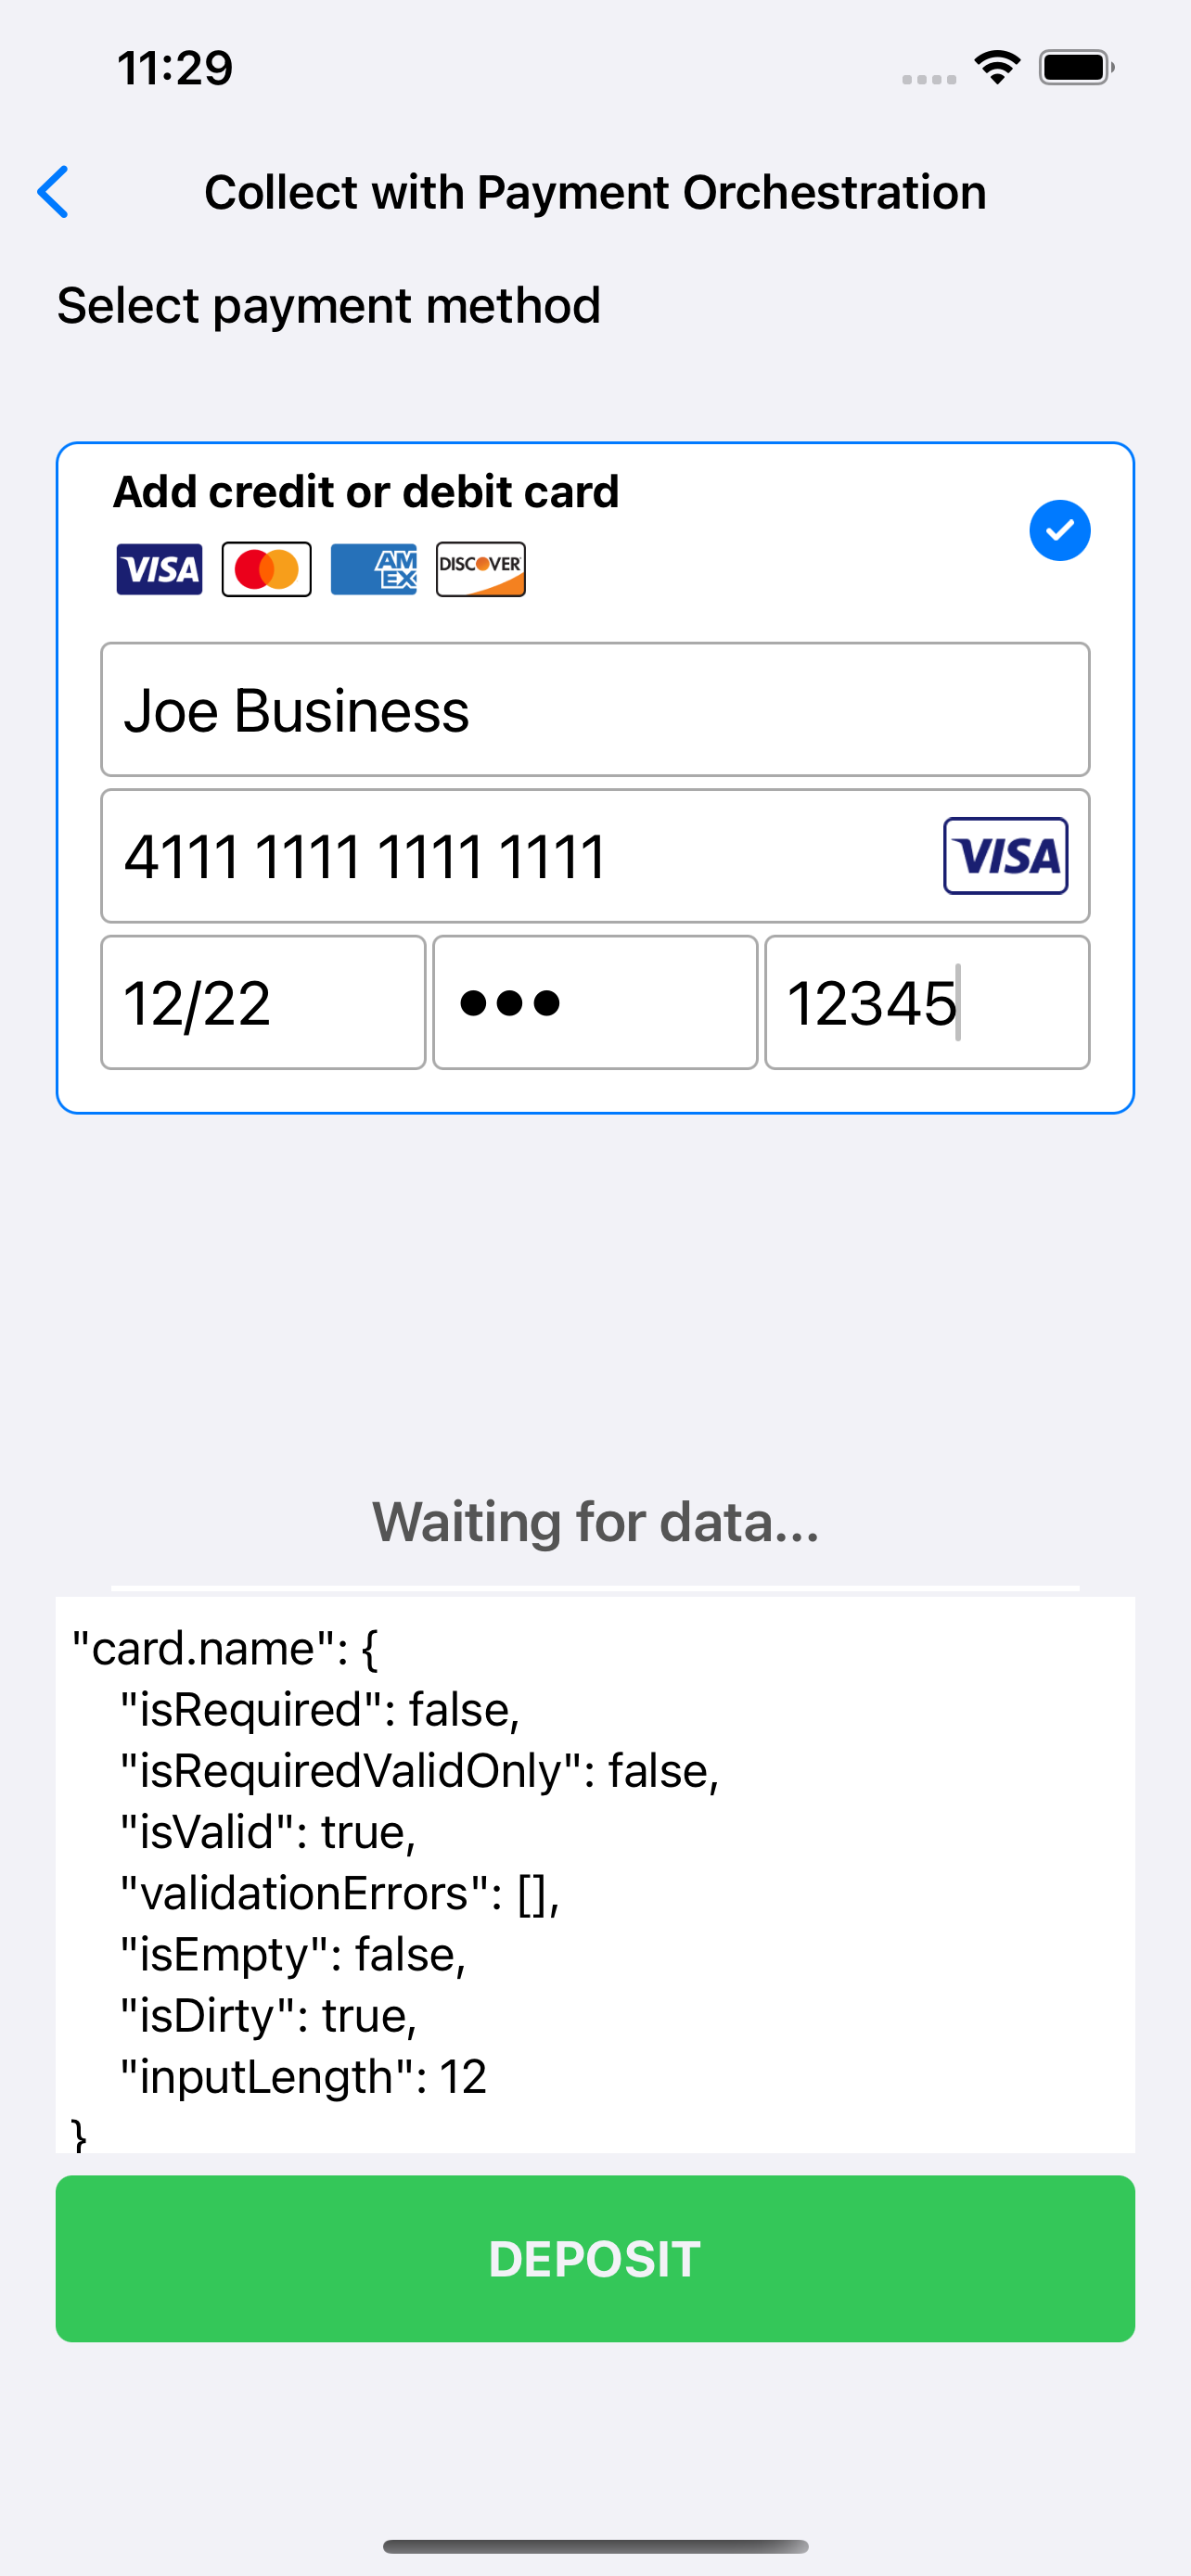 11:29
Collect with Payment Orchestration
Select payment method
Add credit or debit card
VISA AM EX DISCOVER
Joe Business
4111 1111 1111 1111 VISA
12/22 ••• 12345
Waiting for data...
"card.name": {
"isRequired": false,
"isRequiredValidOnly": false,
"isValid": true,
"validationErrors": [],
"isEmpty": false,
"isDirty": true,
"inputLength": 12
}
DEPOSIT